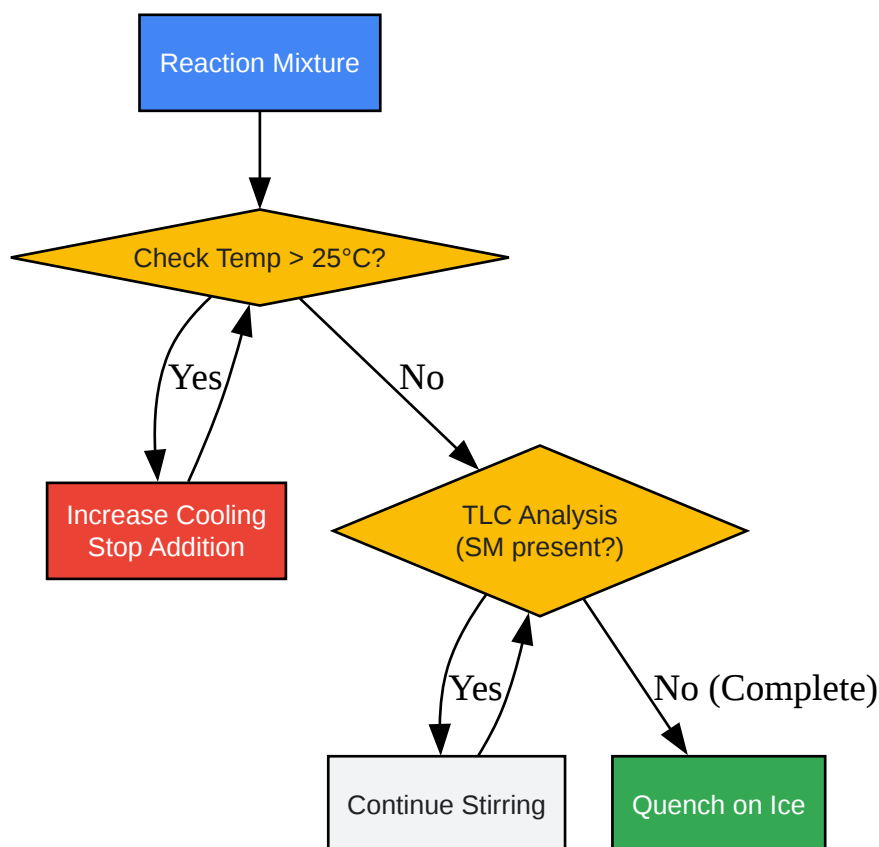 Reaction Mixture
Check Temp > 25°C?
Yes
No
Increase Cooling
Stop Addition
TLC Analysis
(SM present?)
Yes
No (Complete)
Continue Stirring
Quench on Ice